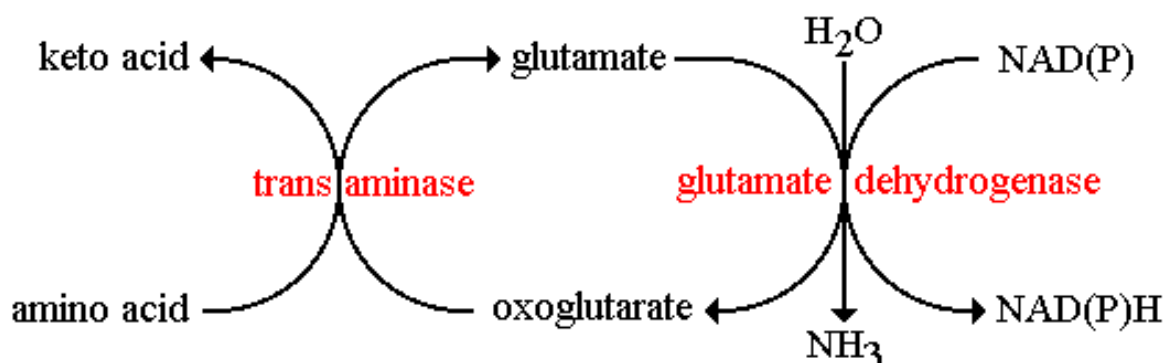 keto acid
glutamate
H2O
NAD(P)
trans aminase
glutamate dehydrogenase
amino acid
oxoglutarate
NH3
NAD(P)H